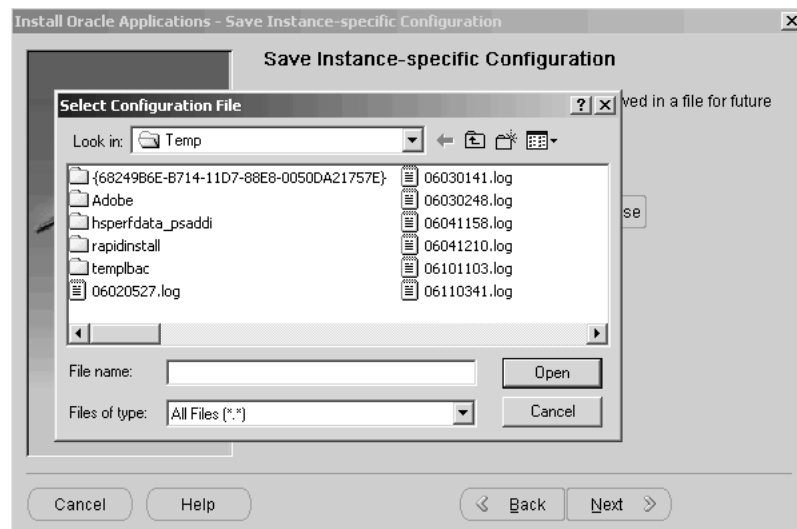 Install Oracle Applications - Save Instance-specific Configuration
Save Instance-specific Configuration
ved in a file for future
Select Configuration File
Look in: Temp
{68249B6E-B714-11D7-88E8-0050DA21757E}
Adobe
hsperfdata_psaddi
rapidinstall
templbac
06020527.log
06030141.log
06030248.log
06041158.log
06041210.log
06101103.log
06110341.log
se
File name:
Open
Files of type: All Files (*.*)
Cancel
Cancel Help Back Next